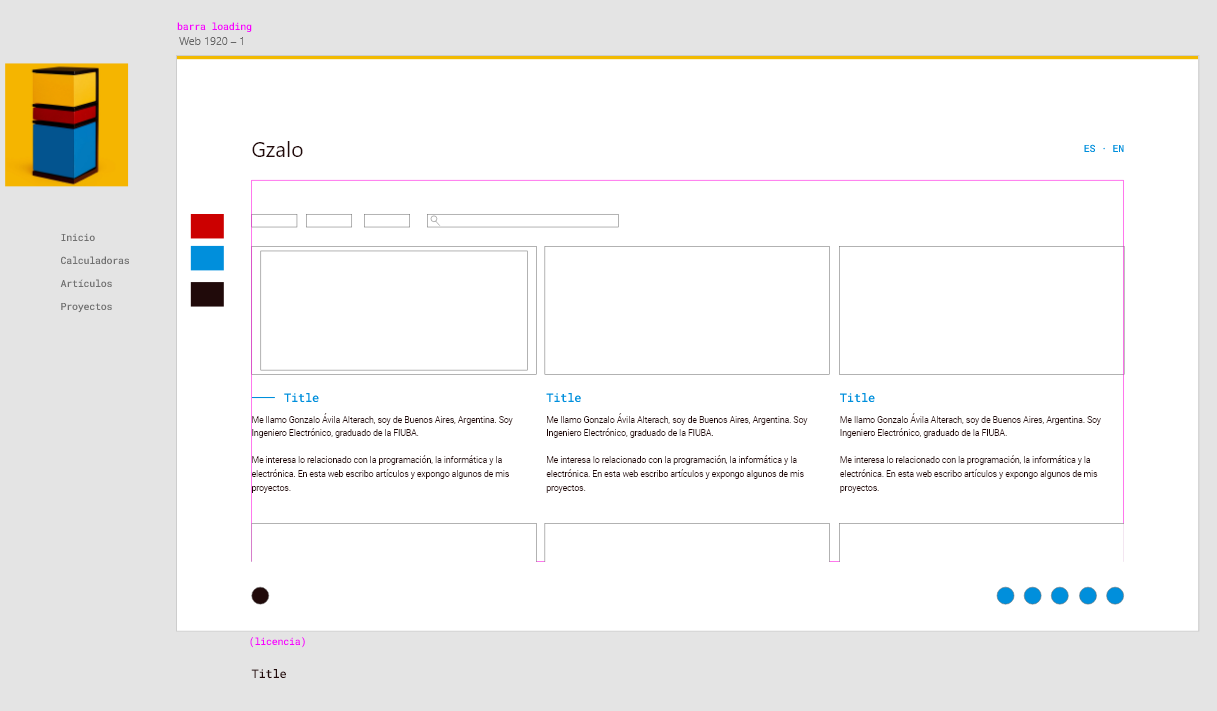 barra loading
Web 1920 – 1
Gzalo
ES · EN
Inicio
Calculadoras
Artículos
Proyectos
Title
Me llamo Gonzalo Ávila Alterach, soy de Buenos Aires, Argentina. Soy
Ingeniero Electrónico, graduado de la FIUBA.
Me interesa lo relacionado con la programación, la informática y la
electrónica. En esta web escribo artículos y expongo algunos de mis
proyectos.
Title
Me llamo Gonzalo Ávila Alterach, soy de Buenos Aires, Argentina. Soy
Ingeniero Electrónico, graduado de la FIUBA.
Me interesa lo relacionado con la programación, la informática y la
electrónica. En esta web escribo artículos y expongo algunos de mis
proyectos.
Title
Me llamo Gonzalo Ávila Alterach, soy de Buenos Aires, Argentina. Soy
Ingeniero Electrónico, graduado de la FIUBA.
Me interesa lo relacionado con la programación, la informática y la
electrónica. En esta web escribo artículos y expongo algunos de mis
proyectos.
(licencia)
Title